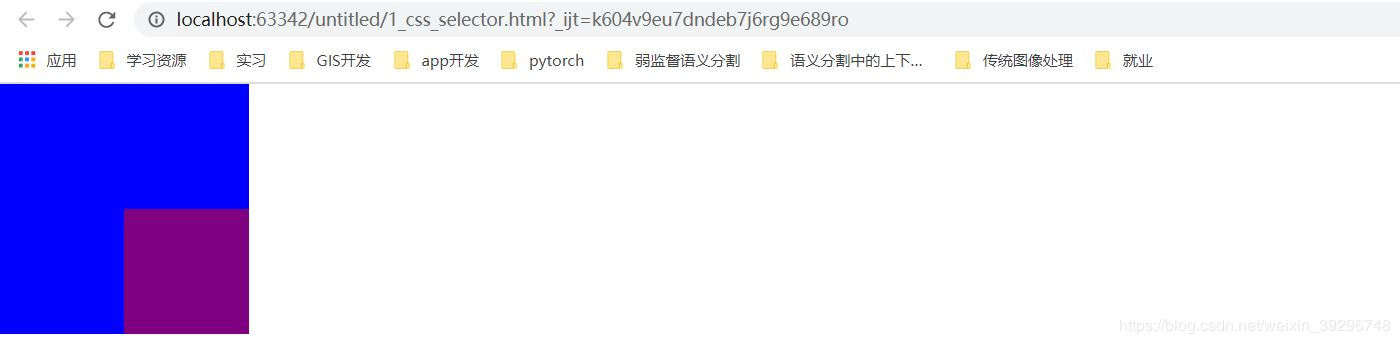 localhost:63342/untitled/1_css_selector.html?_ijt=k604v9eu7dndeb7j6rg9e689ro
应用 学习资源 实习 GIS开发 app开发 pytorch 弱监督语义分割 语义分割中的上下... 传统图像处理 就业
https://blog.csdn.net/weixin_39296748